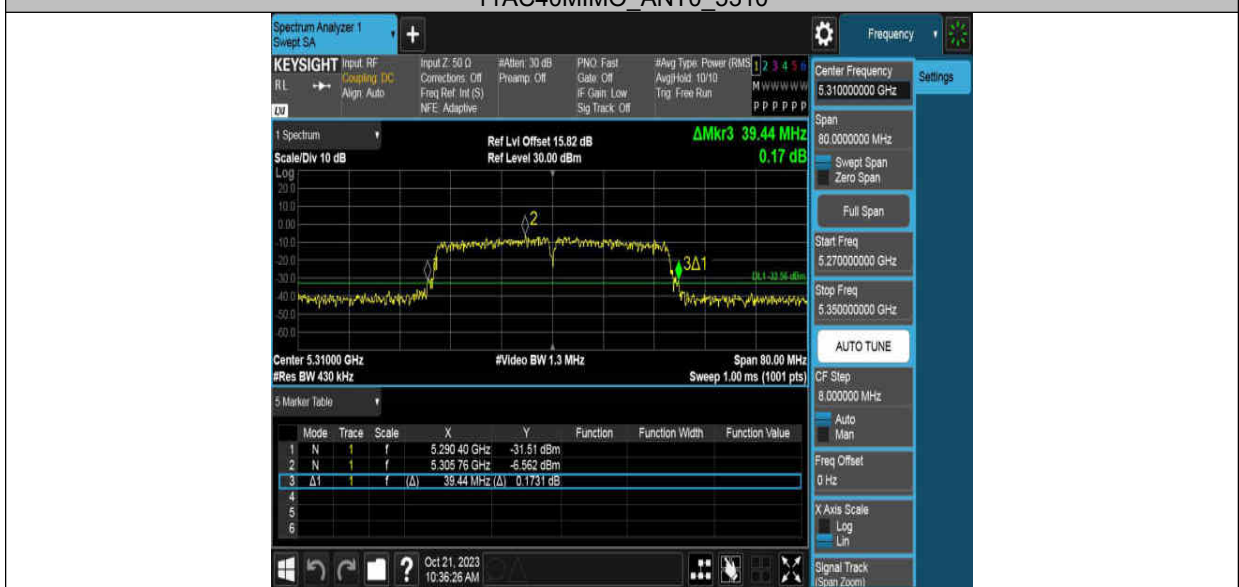 11AC40MIMO_ANT0_5310
Spectrum Analyzer 1
Swept SA
+
Frequency
KEYSIGHT
RL
LXI
Input: RF
Coupling: DC
Align: Auto
Input Z: 50 Ω
Corrections: Off
Freq Ref: Int (S)
NFE: Adaptive
#Atten: 30 dB
Preamp: Off
PNO: Fast
Gate: Off
IF Gain: Low
Sig Track: Off
#Avg Type: Power (RMS
Avg|Hold: 10/10
Trig: Free Run
1 2 3 4 5 6
M W W W W W
P P P P P P
Center Frequency
5.310000000 GHz
Settings
Span
80.0000000 MHz
Swept Span
Zero Span
Full Span
Start Freq
5.270000000 GHz
Stop Freq
5.350000000 GHz
AUTO TUNE
CF Step
8.000000 MHz
Auto
Man
Freq Offset
0 Hz
X Axis Scale
Log
Lin
Signal Track
(Span Zoom)
1 Spectrum
Scale/Div 10 dB
Ref Lvl Offset 15.82 dB
Ref Level 30.00 dBm
ΔMkr3 39.44 MHz
0.17 dB
Log
20.0
10.0
0.00
-10.0
-20.0
-30.0
-40.0
-50.0
-60.0
2
3Δ1
DL1 -32.56 dBm
Center 5.31000 GHz
#Video BW 1.3 MHz
Span 80.00 MHz
#Res BW 430 kHz
Sweep 1.00 ms (1001 pts)
5 Marker Table
Mode Trace Scale X Y Function Function Width Function Value
1 N 1 f 5.290 40 GHz -31.51 dBm
2 N 1 f 5.305 76 GHz -6.562 dBm
3 Δ1 1 f (Δ) 39.44 MHz (Δ) 0.1731 dB
4
5
6
?
Oct 21, 2023
10:36:26 AM